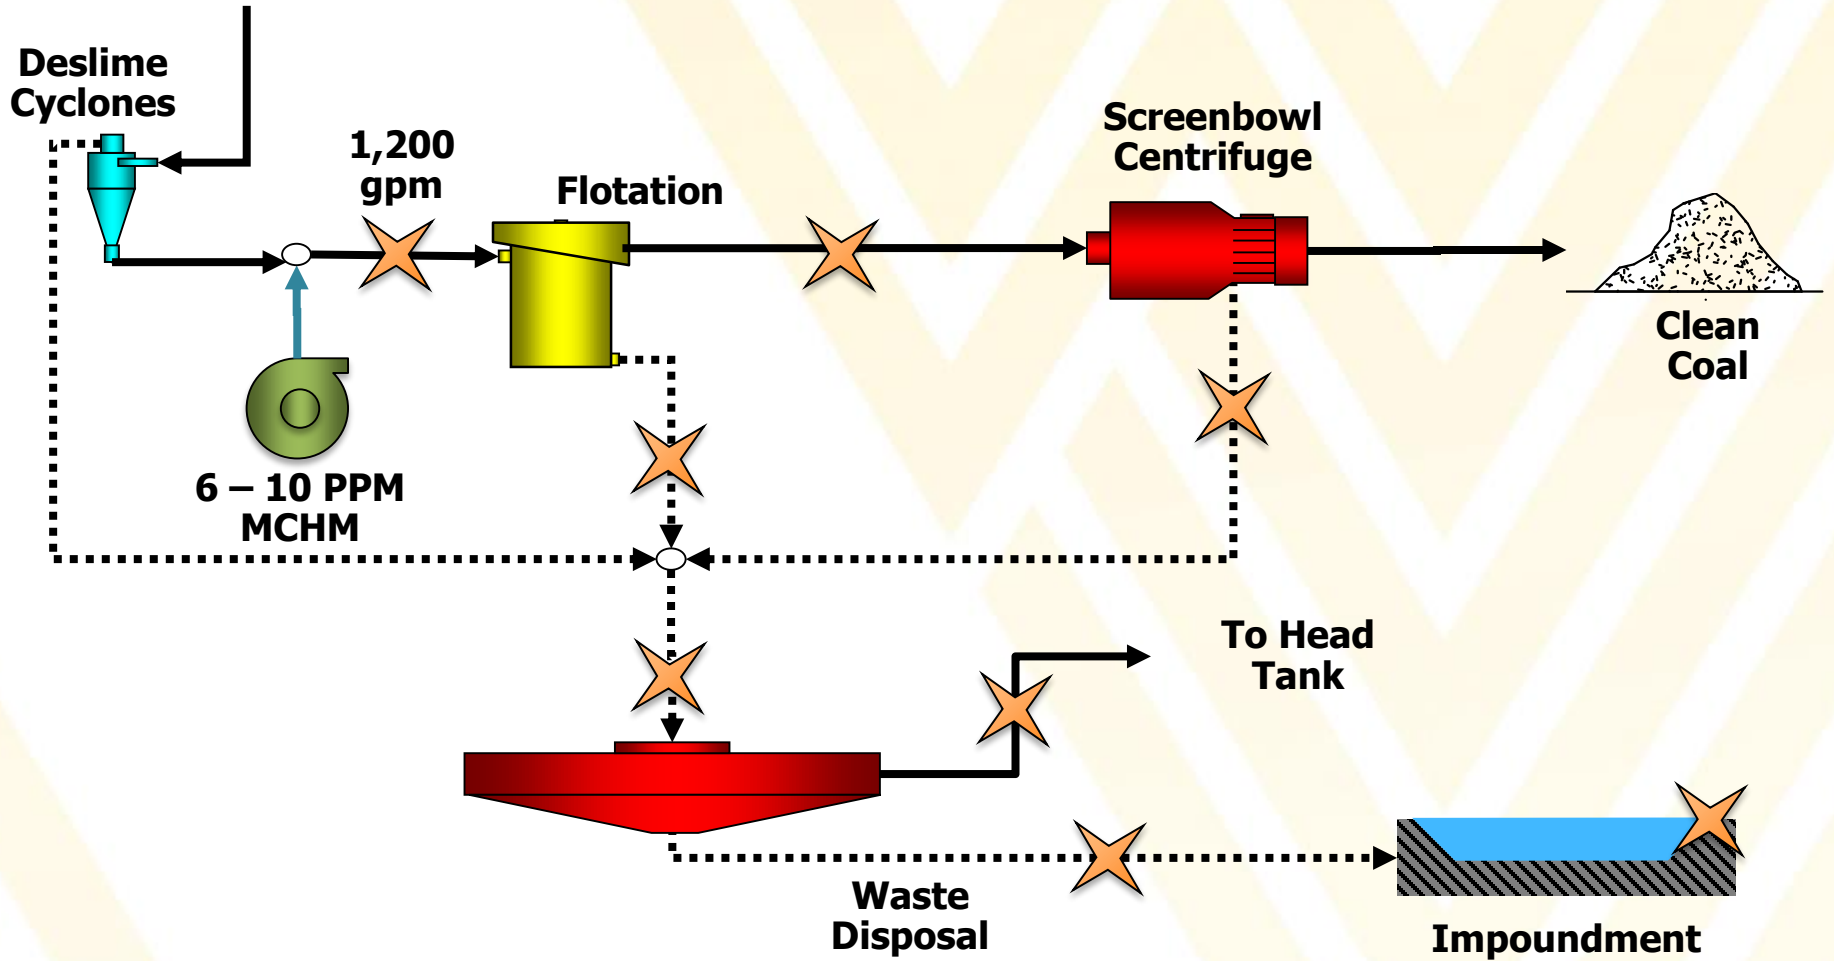 Deslime
Cyclones
1,200
gpm
Flotation
Screenbowl
Centrifuge
Clean
Coal
6 – 10 PPM
MCHM
To Head
Tank
Waste
Disposal
Impoundment